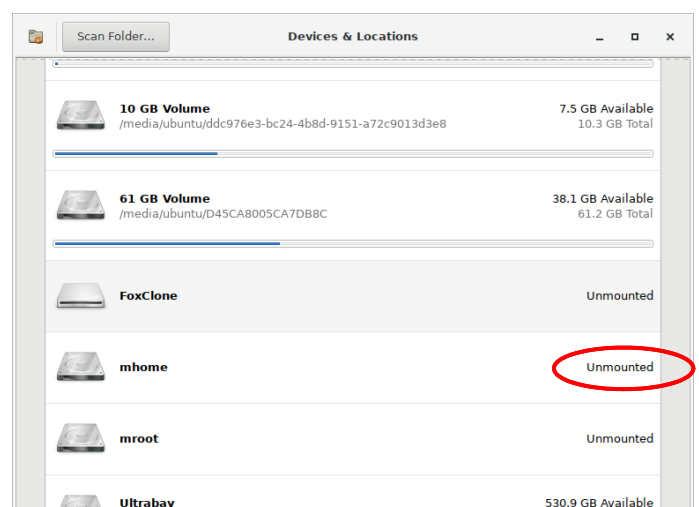 Scan Folder...
Devices & Locations
10 GB Volume
7.5 GB Available
/media/ubuntu/ddc976e3-bc24-4b8d-9151-a72c9013d3e8
10.3 GB Total
61 GB Volume
38.1 GB Available
/media/ubuntu/D45CA8005CA7DB8C
61.2 GB Total
FoxClone
Unmounted
mhome
Unmounted
mroot
Unmounted
Ultrabay
530.9 GB Available